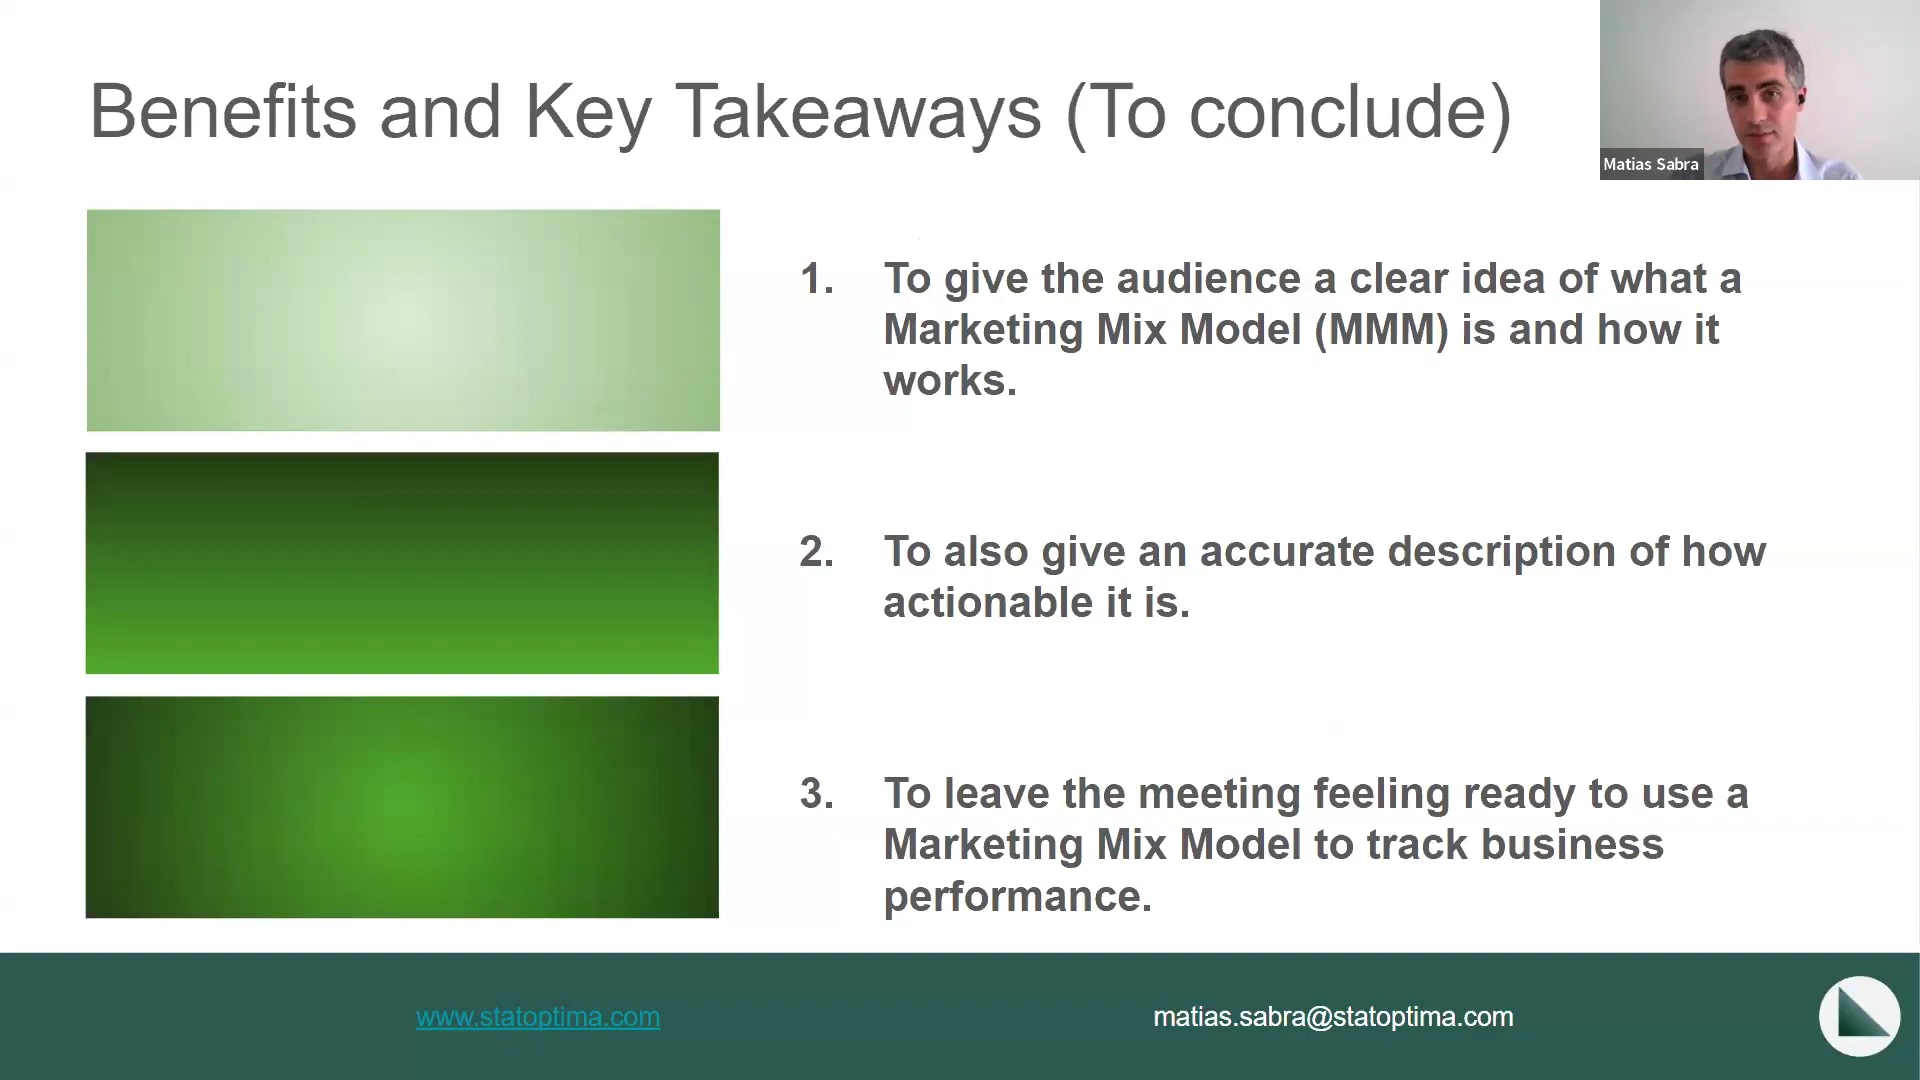 Benefits and Key Takeaways (To conclude)
Matias Sabra
1. To give the audience a clear idea of what a
Marketing Mix Model (MMM) is and how it
works.
2. To also give an accurate description of how
actionable it is.
3. To leave the meeting feeling ready to use a
Marketing Mix Model to track business
performance.
www.statoptima.com
matias.sabra@statoptima.com